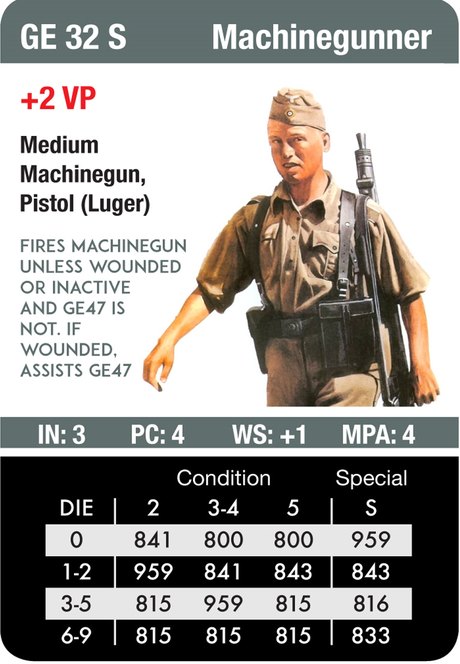 GE 32 S Machinegunner
+2 VP
Medium
Machinegun,
Pistol (Luger)
FIRES MACHINEGUN
UNLESS WOUNDED
OR INACTIVE
AND GE47 IS
NOT. IF
WOUNDED,
ASSISTS GE47
IN: 3 PC: 4 WS: +1 MPA: 4
Condition Special
DIE 2 3-4 5 S
0 841 800 800 959
1-2 959 841 843 843
3-5 815 959 815 816
6-9 815 815 815 833